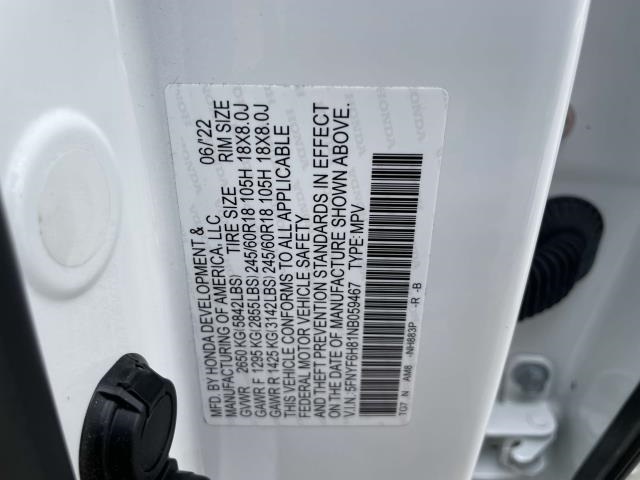 MFD. BY HONDA DEVELOPMENT & 06/'22
MANUFACTURING OF AMERICA, LLC TIRE SIZE RIM SIZE
GVWR 2650 KG(5842LBS)
GAWR F 1295 KG(2855LBS) 245/60R18 105H 18X8.0J
GAWR R 1425 KG(3142LBS) 245/60R18 105H 18X8.0J
THIS VEHICLE CONFORMS TO ALL APPLICABLE
FEDERAL MOTOR VEHICLE SAFETY
AND THEFT PREVENTION STANDARDS IN EFFECT
ON THE DATE OF MANUFACTURE SHOWN ABOVE.
V.I.N.: 5FNYF6H81NB059467 TYPE:MPV
T07 N AM8 -NH883P -R -B